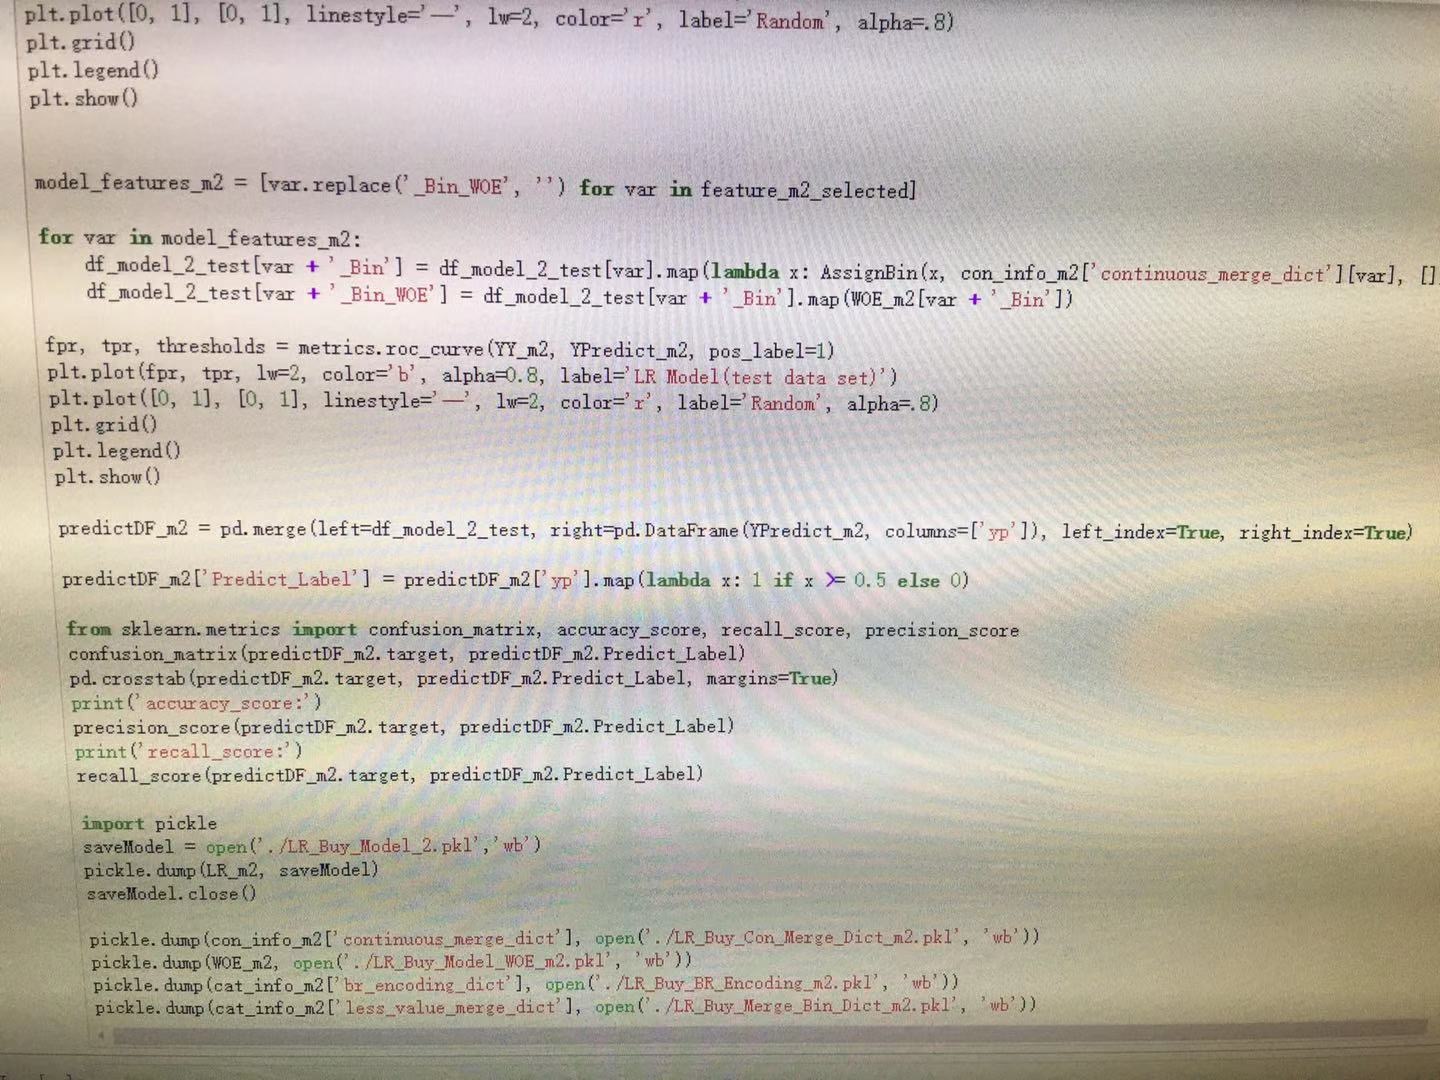 plt.plot([0, 1], [0, 1], linestyle='--', lw=2, color='r', label='Random', alpha=.8)
plt.grid()
plt.legend()
plt.show()
model_features_m2 = [var.replace('_Bin_WOE', '') for var in feature_m2_selected]
for var in model_features_m2:
    df_model_2_test[var + '_Bin'] = df_model_2_test[var].map(lambda x: AssignBin(x, con_info_m2['continuous_merge_dict'][var], []
    df_model_2_test[var + '_Bin_WOE'] = df_model_2_test[var + '_Bin'].map(WOE_m2[var + '_Bin'])
fpr, tpr, thresholds = metrics.roc_curve(YY_m2, YPredict_m2, pos_label=1)
plt.plot(fpr, tpr, lw=2, color='b', alpha=0.8, label='LR Model(test data set)')
plt.plot([0, 1], [0, 1], linestyle='--', lw=2, color='r', label='Random', alpha=.8)
plt.grid()
plt.legend()
plt.show()
predictDF_m2 = pd.merge(left=df_model_2_test, right=pd.DataFrame(YPredict_m2, columns=['yp']), left_index=True, right_index=True)
predictDF_m2['Predict_Label'] = predictDF_m2['yp'].map(lambda x: 1 if x >= 0.5 else 0)
from sklearn.metrics import confusion_matrix, accuracy_score, recall_score, precision_score
confusion_matrix(predictDF_m2.target, predictDF_m2.Predict_Label)
pd.crosstab(predictDF_m2.target, predictDF_m2.Predict_Label, margins=True)
print('accuracy_score:')
precision_score(predictDF_m2.target, predictDF_m2.Predict_Label)
print('recall_score:')
recall_score(predictDF_m2.target, predictDF_m2.Predict_Label)
import pickle
saveModel = open('./LR_Buy_Model_2.pkl','wb')
pickle.dump(LR_m2, saveModel)
saveModel.close()
pickle.dump(con_info_m2['continuous_merge_dict'], open('./LR_Buy_Con_Merge_Dict_m2.pkl', 'wb'))
pickle.dump(WOE_m2, open('./LR_Buy_Model_WOE_m2.pkl', 'wb'))
pickle.dump(cat_info_m2['br_encoding_dict'], open('./LR_Buy_BR_Encoding_m2.pkl', 'wb'))
pickle.dump(cat_info_m2['less_value_merge_dict'], open('./LR_Buy_Merge_Bin_Dict_m2.pkl', 'wb'))